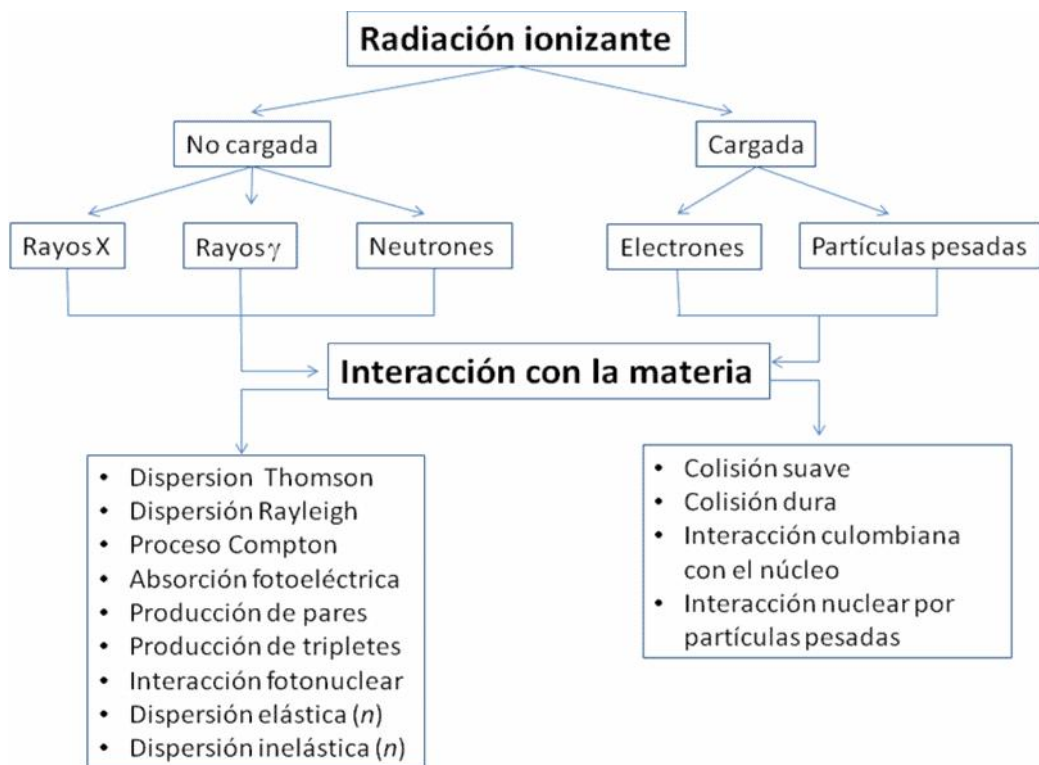 Radiación ionizante
No cargada
Cargada
Rayos X
Rayos γ
Neutrones
Electrones
Partículas pesadas
Interacción con la materia
• Dispersion Thomson
• Dispersión Rayleigh
• Proceso Compton
• Absorción fotoeléctrica
• Producción de pares
• Producción de tripletes
• Interacción fotonuclear
• Dispersión elástica (n)
• Dispersión inelástica (n)
• Colisión suave
• Colisión dura
• Interacción culombiana
con el núcleo
• Interacción nuclear por
partículas pesadas